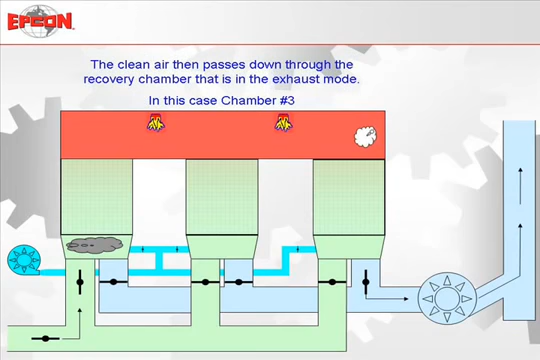 EPCON
The clean air then passes down through the
recovery chamber that is in the exhaust mode.
In this case Chamber #3